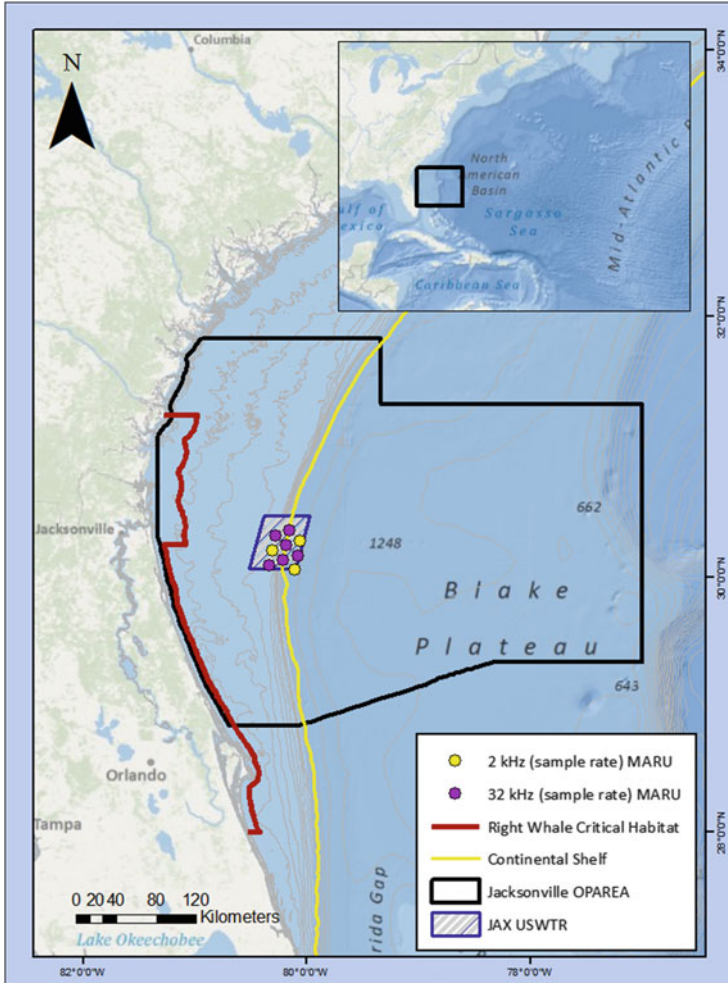 Columbia
N
34°0'0"N
North
American
Basin
Sargasso
Sea
Mid-Atlantic
ulf of
exico
Caribbean Sea
32°0'0"N
Jacksonville
662
1248
30°0'0"N
Blake
Plateau
643
Orlando
Tampa
28°0'0"N
0 20 40 80 120
Kilometers
Lake Okeechobee
rida Gap
2 kHz (sample rate) MARU
32 kHz (sample rate) MARU
Right Whale Critical Habitat
Continental Shelf
Jacksonville OPAREA
JAX USWTR
82°0'0"W 80°0'0"W 78°0'0"W